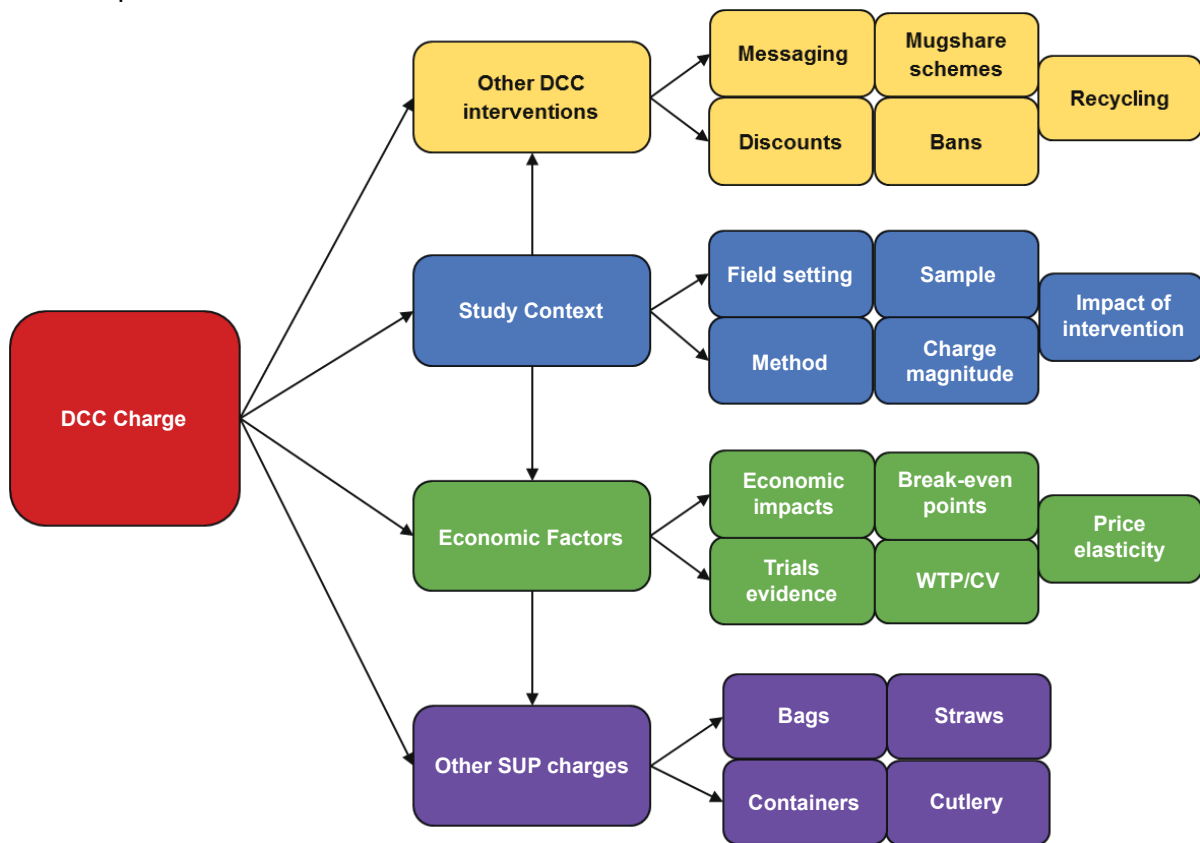 Other DCC
interventions
Messaging
Mugshare
schemes
Discounts
Bans
Recycling
DCC Charge
Study Context
Field setting
Sample
Method
Charge
magnitude
Impact of
intervention
Economic Factors
Economic
impacts
Break-even
points
Trials
evidence
WTP/CV
Price
elasticity
Other SUP charges
Bags
Straws
Containers
Cutlery